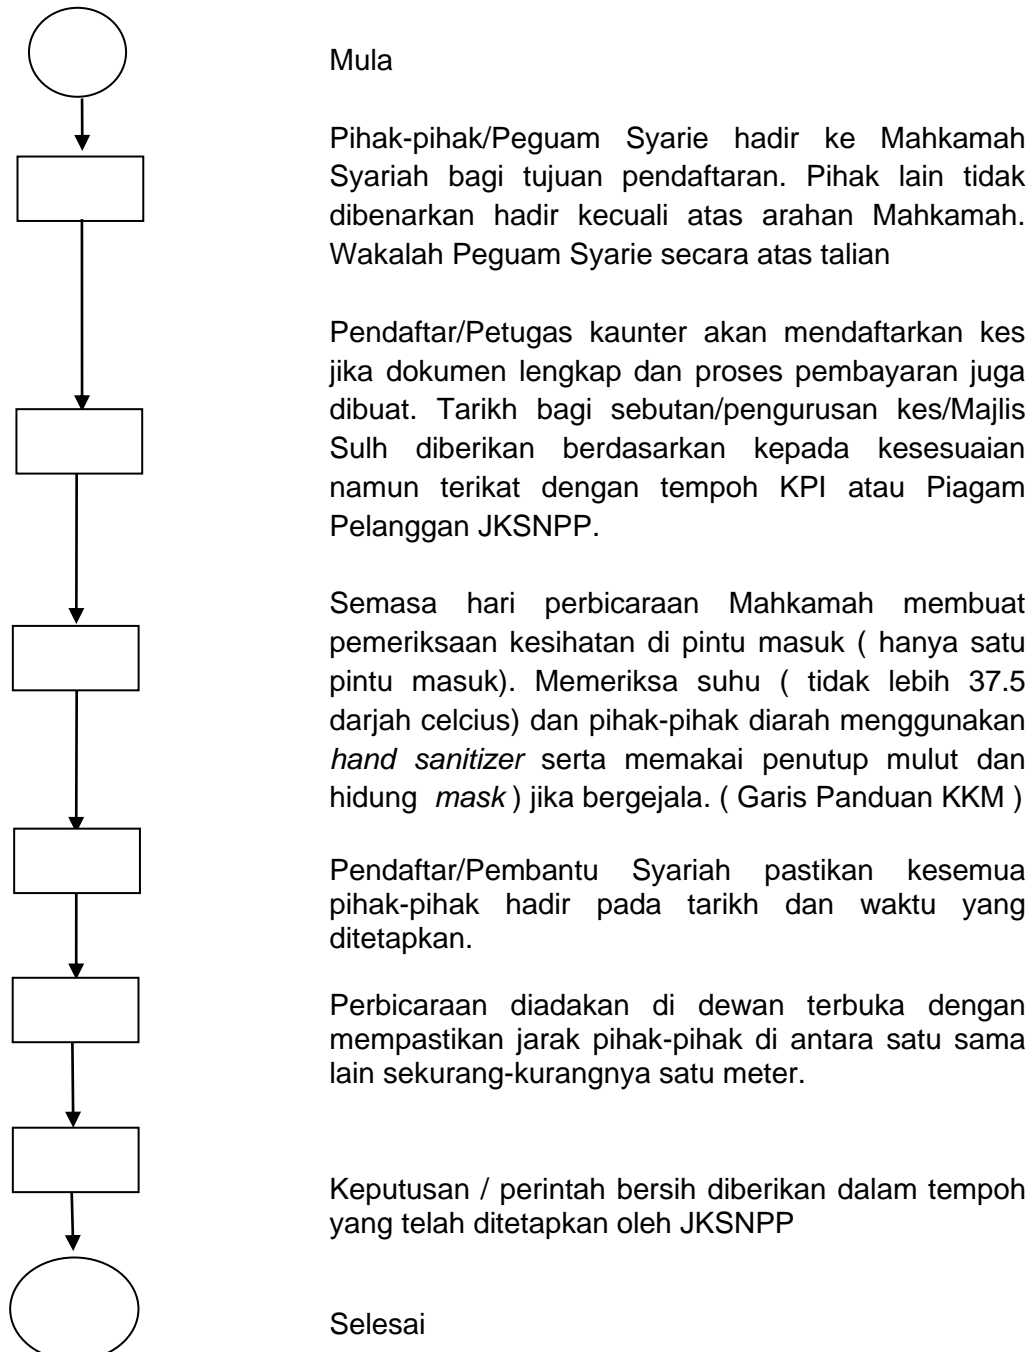 Mula
Pihak-pihak/Peguam Syarie hadir ke Mahkamah
Syariah bagi tujuan pendaftaran. Pihak lain tidak
dibenarkan hadir kecuali atas arahan Mahkamah.
Wakalah Peguam Syarie secara atas talian
Pendaftar/Petugas kaunter akan mendaftarkan kes
jika dokumen lengkap dan proses pembayaran juga
dibuat. Tarikh bagi sebutan/pengurusan kes/Majlis
Sulh diberikan berdasarkan kepada kesesuaian
namun terikat dengan tempoh KPI atau Piagam
Pelanggan JKSNPP.
Semasa hari perbicaraan Mahkamah membuat
pemeriksaan kesihatan di pintu masuk ( hanya satu
pintu masuk). Memeriksa suhu ( tidak lebih 37.5
darjah celcius) dan pihak-pihak diarah menggunakan
hand sanitizer serta memakai penutup mulut dan
hidung mask ) jika bergejala. ( Garis Panduan KKM )
Pendaftar/Pembantu Syariah pastikan kesemua
pihak-pihak hadir pada tarikh dan waktu yang
ditetapkan.
Perbicaraan diadakan di dewan terbuka dengan
mempastikan jarak pihak-pihak di antara satu sama
lain sekurang-kurangnya satu meter.
Keputusan / perintah bersih diberikan dalam tempoh
yang telah ditetapkan oleh JKSNPP
Selesai